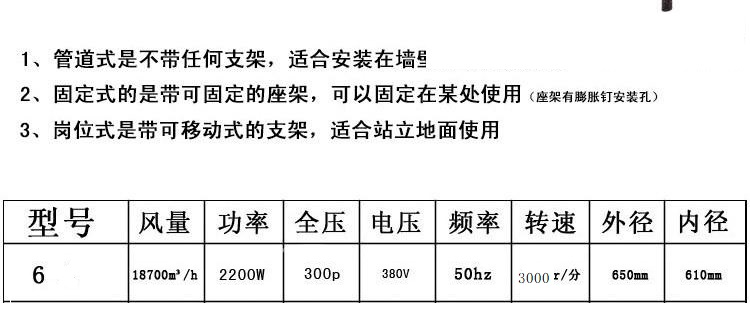 1、管道式是不带任何支架，适合安装在墙
2、固定式的是带可固定的座架，可以固定在某处使用（座架有膨胀钉安装孔）
3、岗位式是带可移动式的支架，适合站立地面使用
型号 风量 功率 全压 电压 频率 转速 外径 内径
6 18700m³/h 2200W 300p 380V 50hz 3000 r/分 650mm 610mm